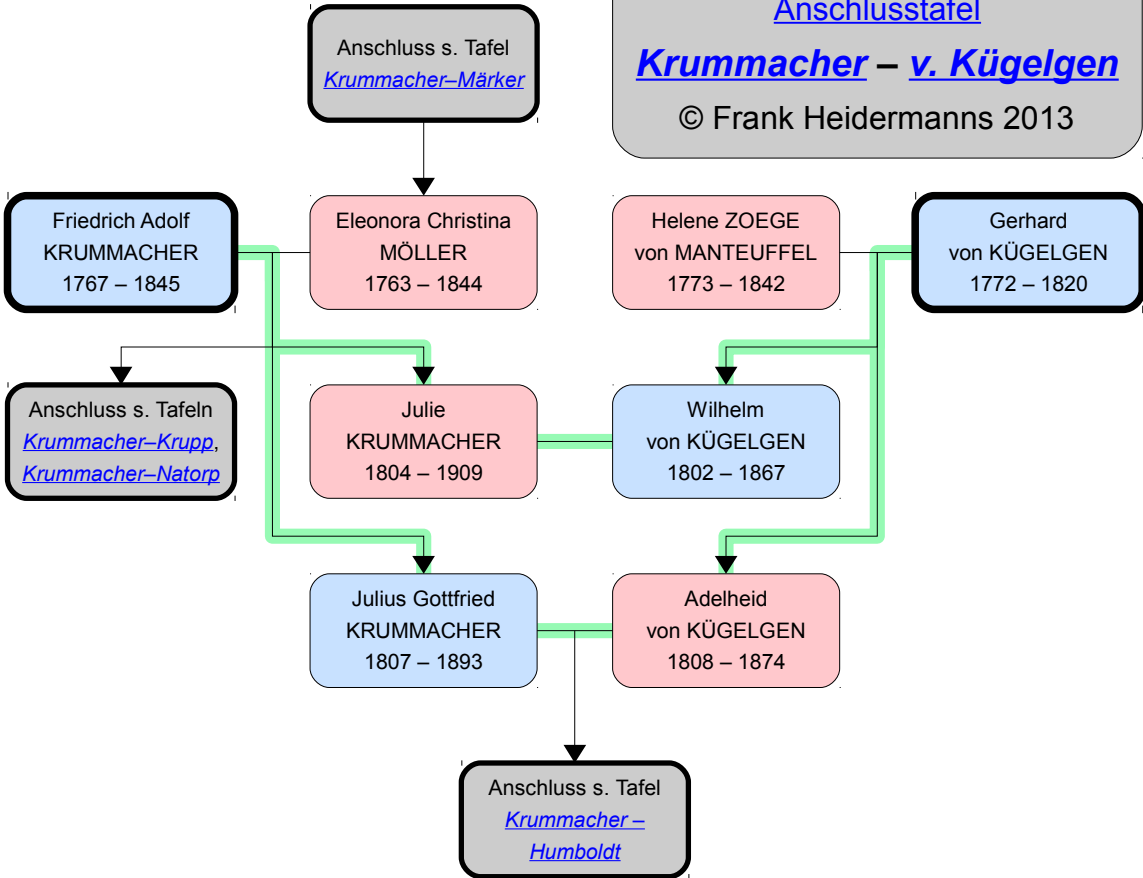 Anschlusstafel
Krummacher – v. Kügelgen
© Frank Heidermanns 2013
Anschluss s. Tafel
Krummacher–Märker
Friedrich Adolf
KRUMMACHER
1767 – 1845
Eleonora Christina
MÖLLER
1763 – 1844
Helene ZOEGE
von MANTEUFFEL
1773 – 1842
Gerhard
von KÜGELGEN
1772 – 1820
Anschluss s. Tafeln
Krummacher–Krupp,
Krummacher–Natorp
Julie
KRUMMACHER
1804 – 1909
Wilhelm
von KÜGELGEN
1802 – 1867
Julius Gottfried
KRUMMACHER
1807 – 1893
Adelheid
von KÜGELGEN
1808 – 1874
Anschluss s. Tafel
Krummacher –
Humboldt